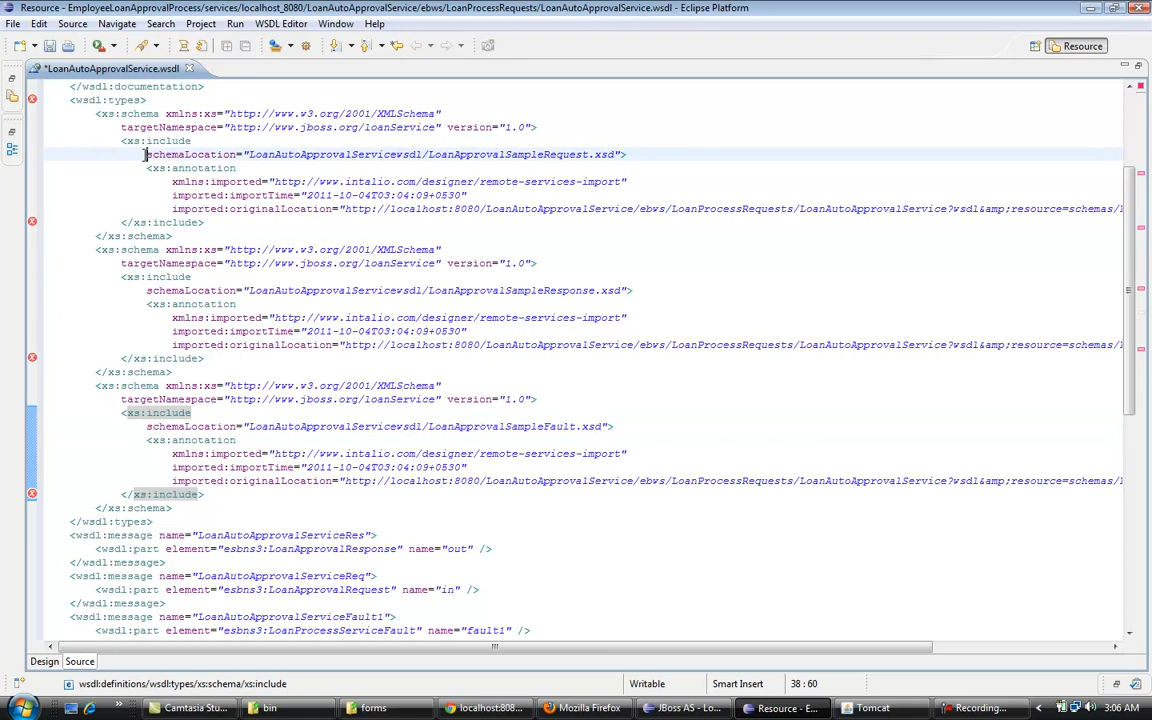 Resource - EmployeeLoanApprovalProcess/services/localhost_8080/LoanAutoApprovalService/ebws/LoanProcessRequests/LoanAutoApprovalService.wsdl - Eclipse Platform
File Edit Source Navigate Search Project Run WSDL Editor Window Help
Resource
*LoanAutoApprovalService.wsdl
</wsdl:documentation>
<wsdl:types>
<xs:schema xmlns:xs="http://www.w3.org/2001/XMLSchema"
targetNamespace="http://www.jboss.org/loanService" version="1.0">
<xs:include
schemaLocation="LoanAutoApprovalServicewsdl/LoanApprovalSampleRequest.xsd">
<xs:annotation
xmlns:imported="http://www.intalio.com/designer/remote-services-import"
imported:importTime="2011-10-04T03:04:09+0530"
imported:originalLocation="http://localhost:8080/LoanAutoApprovalService/ebws/LoanProcessRequests/LoanAutoApprovalService?wsdl&amp;resource=schemas/
</xs:include>
</xs:schema>
<xs:schema xmlns:xs="http://www.w3.org/2001/XMLSchema"
targetNamespace="http://www.jboss.org/loanService" version="1.0">
<xs:include
schemaLocation="LoanAutoApprovalServicewsdl/LoanApprovalSampleResponse.xsd">
<xs:annotation
xmlns:imported="http://www.intalio.com/designer/remote-services-import"
imported:importTime="2011-10-04T03:04:09+0530"
imported:originalLocation="http://localhost:8080/LoanAutoApprovalService/ebws/LoanProcessRequests/LoanAutoApprovalService?wsdl&amp;resource=schemas/
</xs:include>
</xs:schema>
<xs:schema xmlns:xs="http://www.w3.org/2001/XMLSchema"
targetNamespace="http://www.jboss.org/loanService" version="1.0">
<xs:include
schemaLocation="LoanAutoApprovalServicewsdl/LoanApprovalSampleFault.xsd">
<xs:annotation
xmlns:imported="http://www.intalio.com/designer/remote-services-import"
imported:importTime="2011-10-04T03:04:09+0530"
imported:originalLocation="http://localhost:8080/LoanAutoApprovalService/ebws/LoanProcessRequests/LoanAutoApprovalService?wsdl&amp;resource=schemas/
</xs:include>
</xs:schema>
</wsdl:types>
<wsdl:message name="LoanAutoApprovalServiceRes">
<wsdl:part element="esbns3:LoanApprovalResponse" name="out" />
</wsdl:message>
<wsdl:message name="LoanAutoApprovalServiceReq">
<wsdl:part element="esbns3:LoanApprovalRequest" name="in" />
</wsdl:message>
<wsdl:message name="LoanAutoApprovalServiceFault1">
<wsdl:part element="esbns3:LoanProcessServiceFault" name="fault1" />
Design Source
wsdl:definitions/wsdl:types/xs:schema/xs:include Writable Smart Insert 38 : 60
Camtasia Stu... bin forms localhost:808... Mozilla Firefox JBoss AS - Lo... Resource - E... Tomcat Recording... 3:06 AM